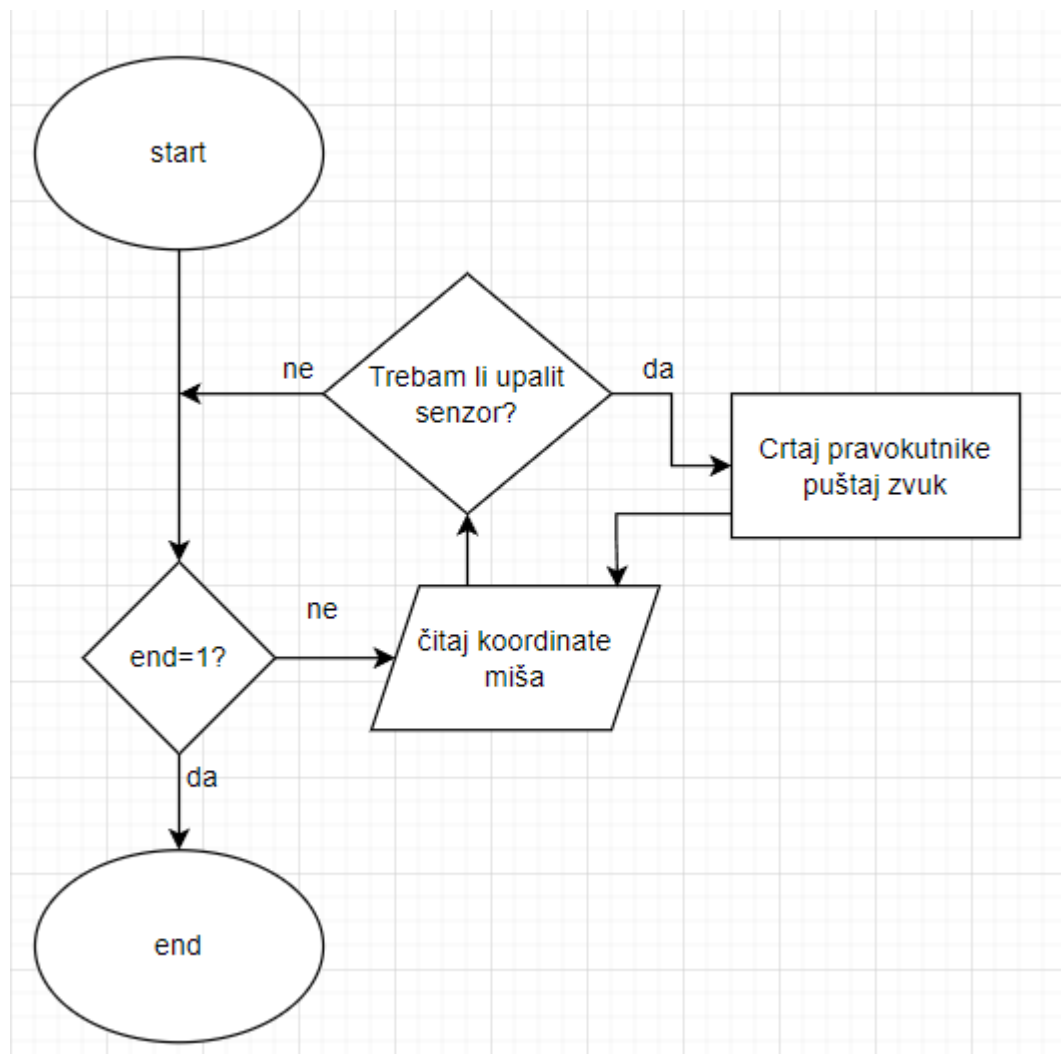 start
ne
Trebam li upalit
senzor?
da
Crtaj pravokutnike
puštaj zvuk
end=1?
ne
čitaj koordinate
miša
da
end